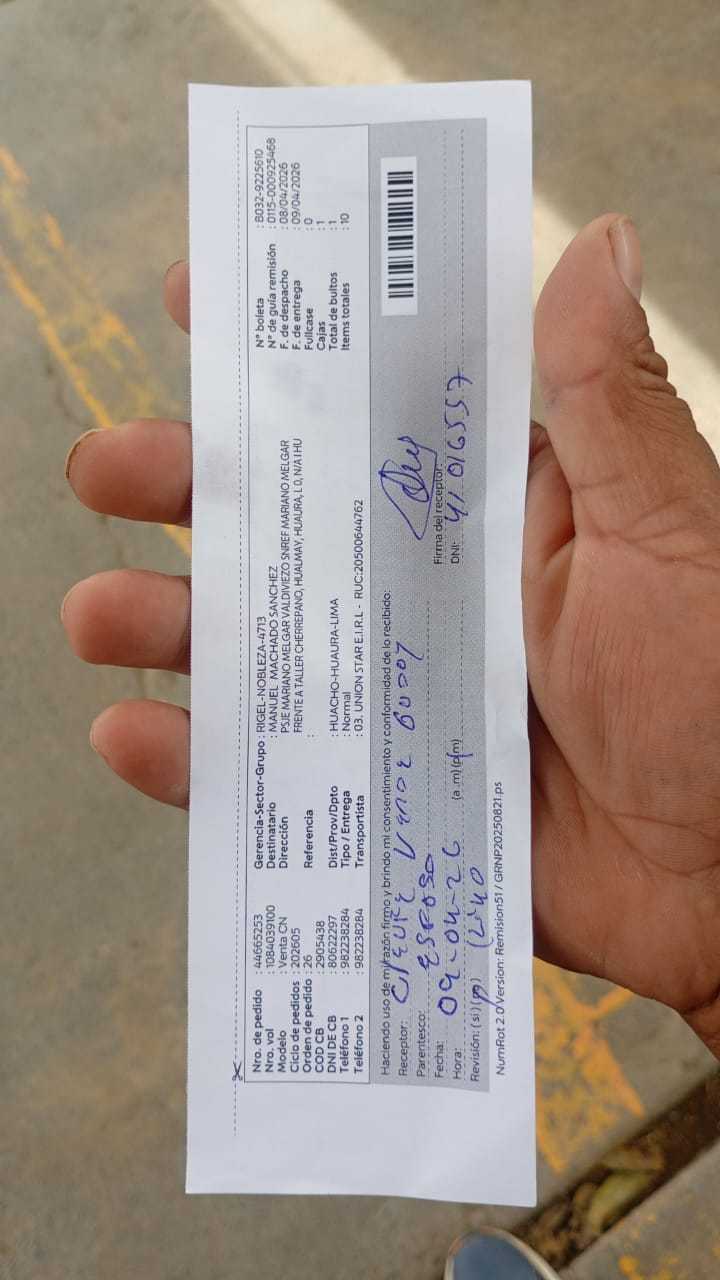 Nro. de pedido : 44665253
Nro. vol : 1084039100
Modelo : Venta CN
Ciclo de pedidos : 202605
Orden de pedido : 26
COD CB : 2905438
DNI DE CB : 80622297
Teléfono 1 : 982238284
Teléfono 2 : 982238284
Gerencia-Sector-Grupo : RIGEL-NOBLEZA-4713
Destinatario : MANUEL MACHADO SANCHEZ
Dirección PSJE MARIANO MELGAR VALDIVIEZO SNREF MARIANO MELGAR
FRENTE A TALLER CHERREPANO, HUALMAY, HUAURA, L 0, N/A I HU
Referencia :
Dist/Prov/Dpto : HUACHO-HUAURA-LIMA
Tipo / Entrega : Normal
Transportista : 03. UNION STAR E.I.R.L - RUC:20500644762
N° boleta : B032-9225610
N° de guía remisión : 0115-000925468
F. de despacho : 08/04/2026
F. de entrega : 09/04/2026
Fullcase : 0
Cajas : 1
Total de bultos : 1
Items totales : 10
Haciendo uso de mi razón firmo y brindo mi consentimiento y conformidad de lo recibido:
Receptor:
Parentesco: esposo
Fecha: 09-04-26
Hora: (a.m)(p.m)
Revisión: (si)(no) 12:40
Firma del receptor:
DNI: 41016557
NumRot 2.0 Version: Remision51 / GRNP20250821.ps